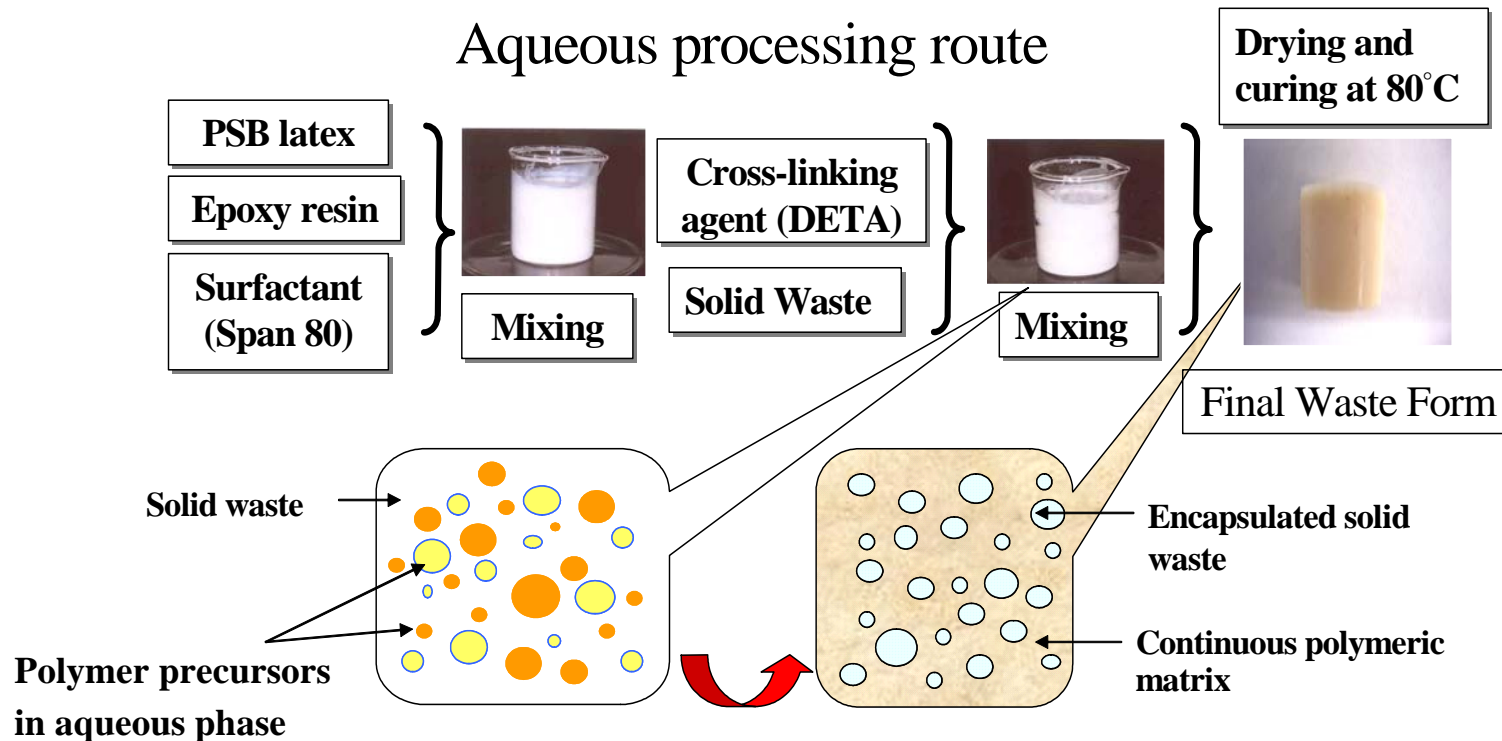 Aqueous processing route
PSB latex
Epoxy resin
Surfactant
(Span 80)
Mixing
Cross-linking
agent (DETA)
Solid Waste
Mixing
Drying and
curing at 80°C
Final Waste Form
Solid waste
Polymer precursors
in aqueous phase
Encapsulated solid
waste
Continuous polymeric
matrix